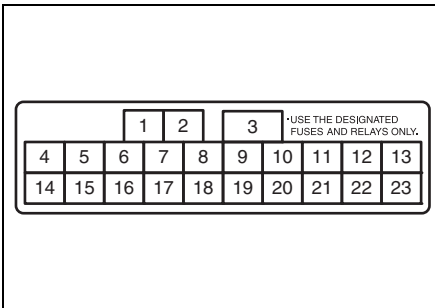 1 2 3 •USE THE DESIGNATED
FUSES AND RELAYS ONLY.
4 5 6 7 8 9 10 11 12 13
14 15 16 17 18 19 20 21 22 23